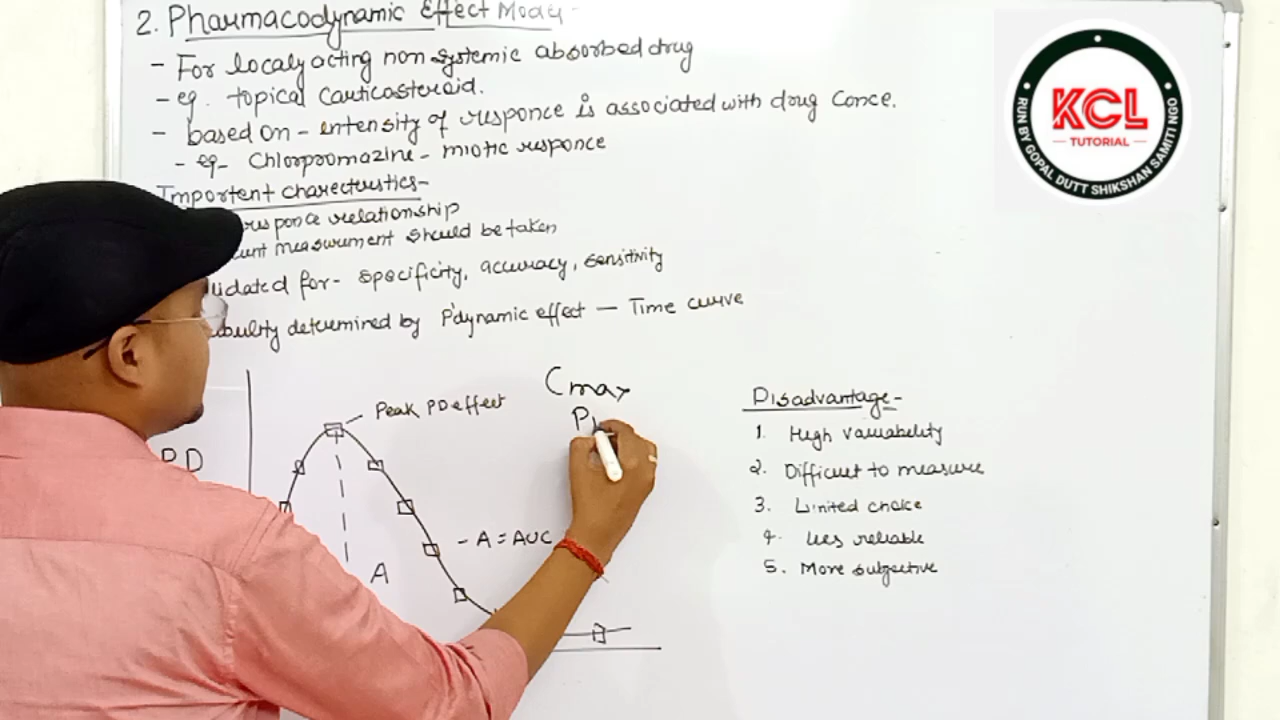 2. Pharmacodynamic Effect Model-
- For localy acting non systemic absorbed drug
- eg. topical Corticosteroid.
- based on - intensity of responce is associated with drug Conce.
- eg- Chlorpromazine - miotic responce
Importent charecteristics-
responce relationship
measurment should be taken
lidated for- specificity, accuracy, sensitivity
ability determined by P'dynamic effect — Time curve
Cmax
P
Peak PD effect
PD
- A = AUC
A
Disadvantage-
1. High variability
2. Difficult to measure
3. Limited choice
4. less reliable
5. More subjective
KCL
TUTORIAL
RUN BY GOPAL DUTT SHIKSHAN SAMITI NGO